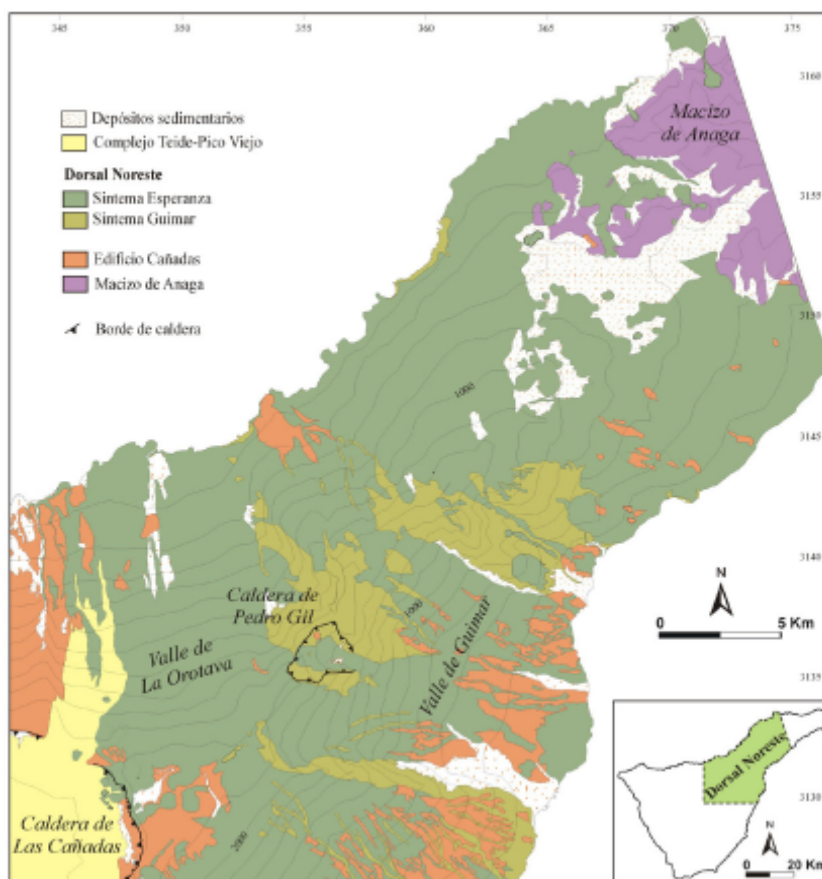 345
350
355
360
365
370
375
3160
Macizo
de Anaga
Depósitos sedimentarios
Complejo Teide-Pico Viejo
Dorsal Noreste
Sintema Esperanza
Sintema Guimar
Edificio Cañadas
Macizo de Anaga
Borde de caldera
3155
3150
1000
3145
3140
Caldera de
Pedro Gil
1000
N
5 Km
Valle de
La Orotava
Valle de Guimar
3135
Dorsal Noreste
3130
Caldera de
Las Cañadas
2000
N
20 Km